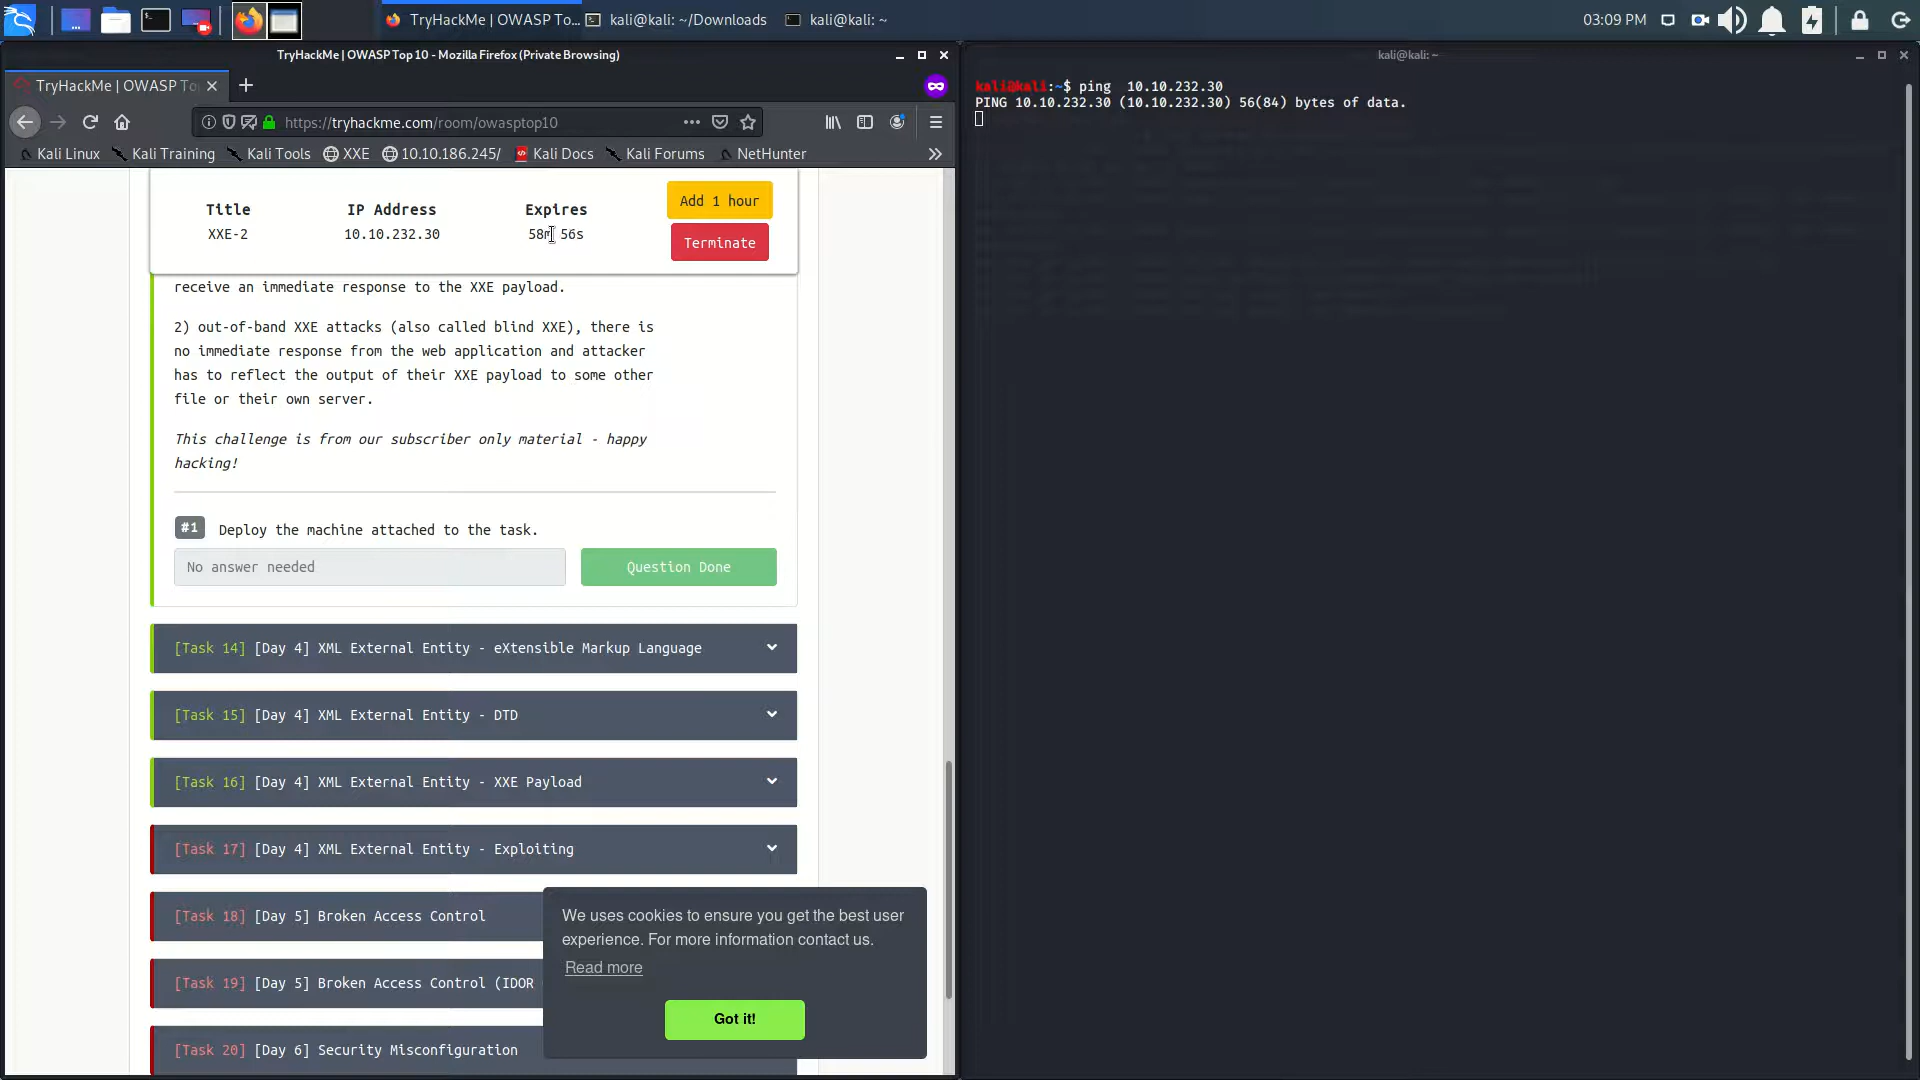 TryHackMe | OWASP To...
kali@kali: ~/Downloads
kali@kali: ~
03:09 PM
TryHackMe | OWASP Top 10 - Mozilla Firefox (Private Browsing)
TryHackMe | OWASP To
https://tryhackme.com/room/owasptop10
Kali Linux
Kali Training
Kali Tools
XXE
10.10.186.245/
Kali Docs
Kali Forums
NetHunter
Title
IP Address
Expires
XXE-2
10.10.232.30
58m 56s
Add 1 hour
Terminate
receive an immediate response to the XXE payload.
2) out-of-band XXE attacks (also called blind XXE), there is
no immediate response from the web application and attacker
has to reflect the output of their XXE payload to some other
file or their own server.
This challenge is from our subscriber only material - happy
hacking!
#1 Deploy the machine attached to the task.
No answer needed
Question Done
[Task 14] [Day 4] XML External Entity - eXtensible Markup Language
[Task 15] [Day 4] XML External Entity - DTD
[Task 16] [Day 4] XML External Entity - XXE Payload
[Task 17] [Day 4] XML External Entity - Exploiting
[Task 18] [Day 5] Broken Access Control
[Task 19] [Day 5] Broken Access Control (IDOR
[Task 20] [Day 6] Security Misconfiguration
We uses cookies to ensure you get the best user
experience. For more information contact us.
Read more
Got it!
kali@kali: ~
kali@kali:~$ ping  10.10.232.30
PING 10.10.232.30 (10.10.232.30) 56(84) bytes of data.